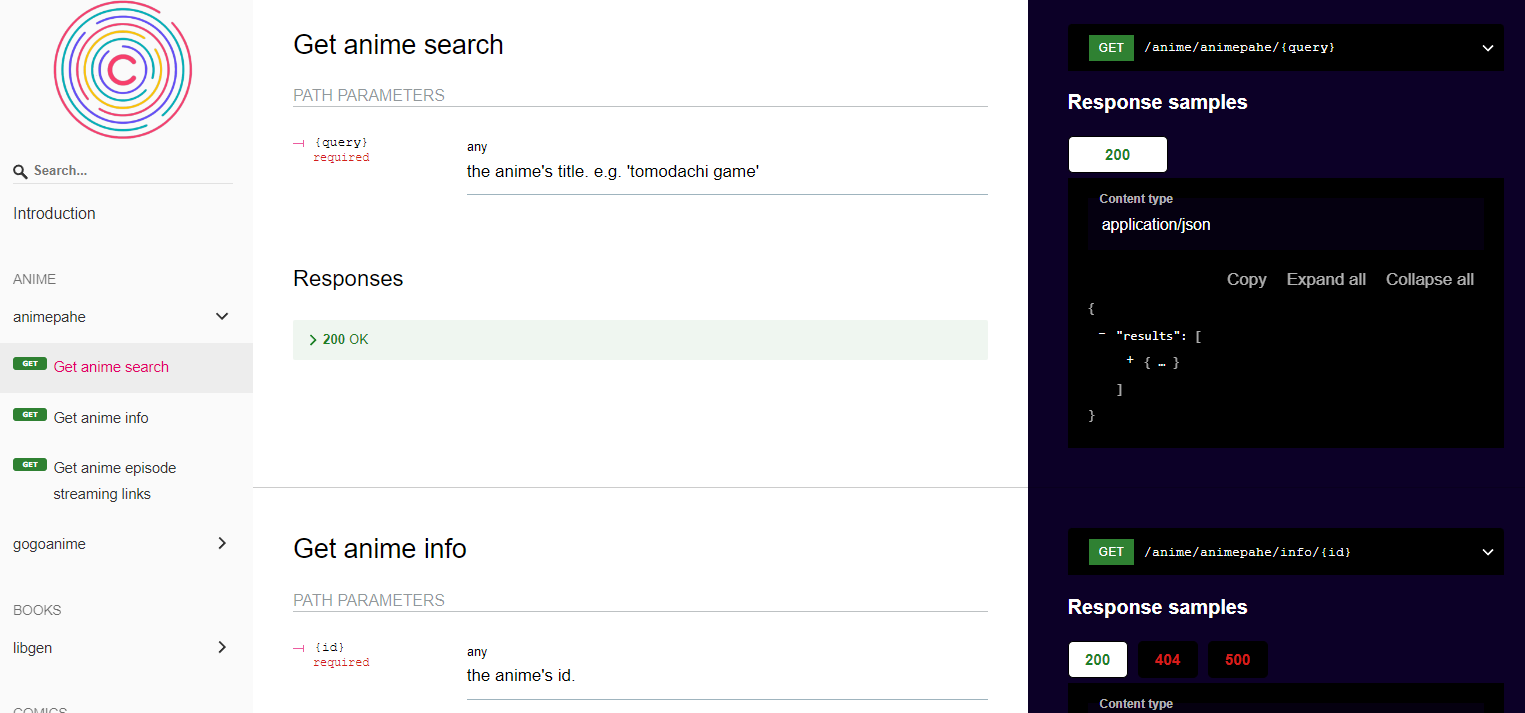 Search...
Introduction
ANIME
animepahe
GET Get anime search
GET Get anime info
GET Get anime episode
streaming links
gogoanime
BOOKS
libgen
COMICS
Get anime search
PATH PARAMETERS
{query}
required
any
the anime's title. e.g. 'tomodachi game'
Responses
200 OK
Get anime info
PATH PARAMETERS
{id}
required
any
the anime's id.
GET /anime/animepahe/{query}
Response samples
200
Content type
application/json
Copy Expand all Collapse all
{
− "results": [
+ { … }
]
}
GET /anime/animepahe/info/{id}
Response samples
200 404 500
Content type